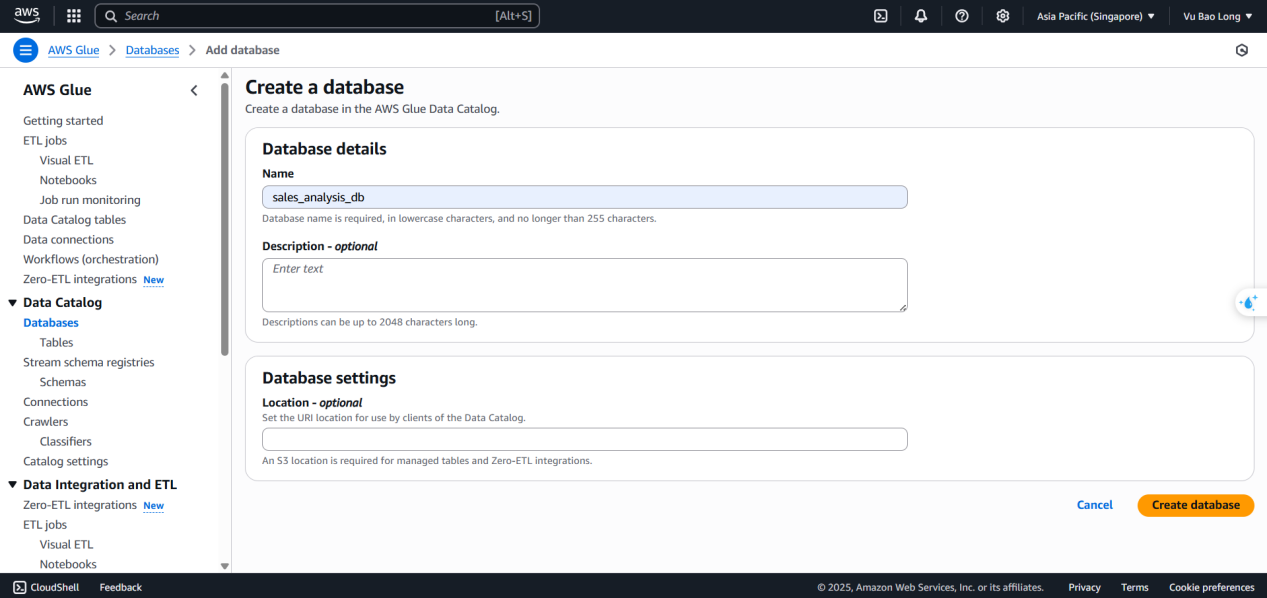 aws
Search [Alt+S]
Asia Pacific (Singapore) ▼ Vu Bao Long ▼
AWS Glue > Databases > Add database
AWS Glue
Getting started
ETL jobs
Visual ETL
Notebooks
Job run monitoring
Data Catalog tables
Data connections
Workflows (orchestration)
Zero-ETL integrations New
Data Catalog
Databases
Tables
Stream schema registries
Schemas
Connections
Crawlers
Classifiers
Catalog settings
Data Integration and ETL
Zero-ETL integrations New
ETL jobs
Visual ETL
Notebooks
Create a database
Create a database in the AWS Glue Data Catalog.
Database details
Name
sales_analysis_db
Database name is required, in lowercase characters, and no longer than 255 characters.
Description - optional
Enter text
Descriptions can be up to 2048 characters long.
Database settings
Location - optional
Set the URI location for use by clients of the Data Catalog.
An S3 location is required for managed tables and Zero-ETL integrations.
Cancel Create database
CloudShell Feedback © 2025, Amazon Web Services, Inc. or its affiliates. Privacy Terms Cookie preferences